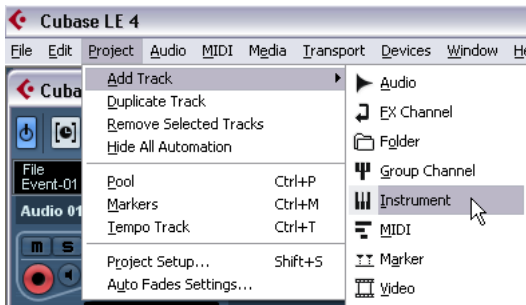 Cubase LE 4
File Edit Project Audio MIDI Media Transport Devices Window
Add Track
Duplicate Track
Remove Selected Tracks
Hide All Automation
Pool Ctrl+P
Markers Ctrl+M
Tempo Track Ctrl+T
Project Setup... Shift+S
Auto Fades Settings...
Audio
FX Channel
Folder
Group Channel
Instrument
MIDI
Marker
Video
Cuba
File
Event-01
Audio 01
m s